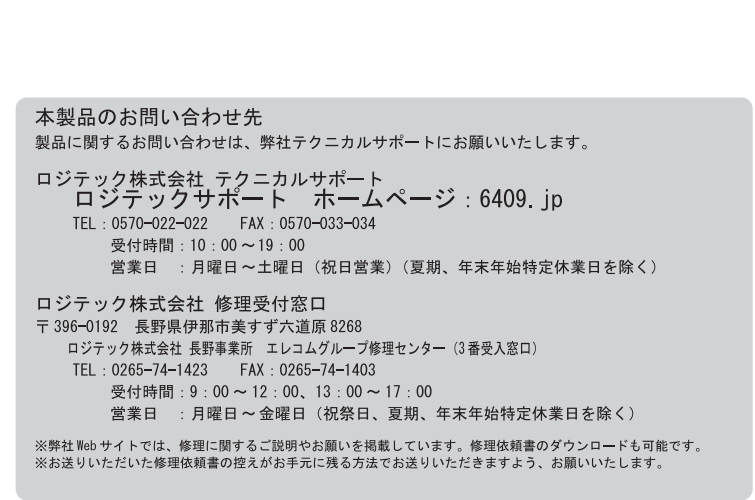 本製品のお問い合わせ先
製品に関するお問い合わせは、弊社テクニカルサポートにお願いいたします。
ロジテック株式会社 テクニカルサポート
ロジテックサポート ホームページ：6409.jp
TEL：0570-022-022 FAX：0570-033-034
受付時間：10：00～19：00
営業日 ：月曜日～土曜日（祝日営業）（夏期、年末年始特定休業日を除く）
ロジテック株式会社 修理受付窓口
〒396-0192 長野県伊那市美すず六道原8268
ロジテック株式会社 長野事業所 エレコムグループ修理センター（3番受入窓口）
TEL：0265-74-1423 FAX：0265-74-1403
受付時間：9：00～12：00、13：00～17：00
営業日 ：月曜日～金曜日（祝祭日、夏期、年末年始特定休業日を除く）
※弊社Webサイトでは、修理に関するご説明やお願いを掲載しています。修理依頼書のダウンロードも可能です。
※お送りいただいた修理依頼書の控えがお手元に残る方法でお送りいただきますよう、お願いいたします。